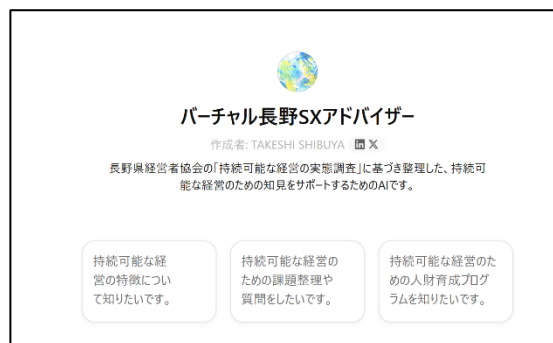 バーチャル長野SXアドバイザー
作成者: TAKESHI SHIBUYA in X
長野県経営者協会の「持続可能な経営の実態調査」に基づき整理した、持続可
能な経営のための知見をサポートするためのAIです。
持続可能な経
営の特徴につい
て知りたいです。
持続可能な経営の
ための課題整理や
質問をしたいです。
持続可能な経営のた
めの人財育成プログ
ラムを知りたいです。